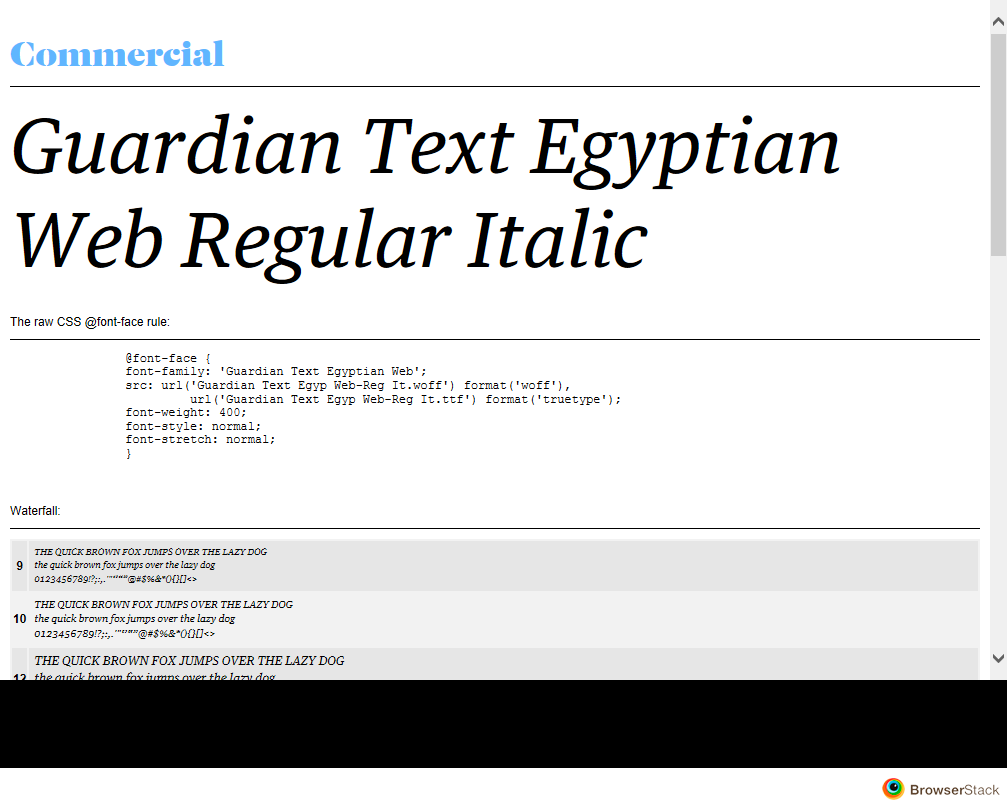 Commercial
Guardian Text Egyptian
Web Regular Italic
The raw CSS @font-face rule:
@font-face {
font-family: 'Guardian Text Egyptian Web';
src: url('Guardian Text Egyp Web-Reg It.woff') format('woff'),
url('Guardian Text Egyp Web-Reg It.ttf') format('truetype');
font-weight: 400;
font-style: normal;
font-stretch: normal;
}
Waterfall:
9
THE QUICK BROWN FOX JUMPS OVER THE LAZY DOG
the quick brown fox jumps over the lazy dog
0123456789!?;:,.'"‘’“”@#$%&*(){}[]<>
10
THE QUICK BROWN FOX JUMPS OVER THE LAZY DOG
the quick brown fox jumps over the lazy dog
0123456789!?;:,.'"‘’“”@#$%&*(){}[]<>
12
THE QUICK BROWN FOX JUMPS OVER THE LAZY DOG
the quick brown fox jumps over the lazy dog
BrowserStack